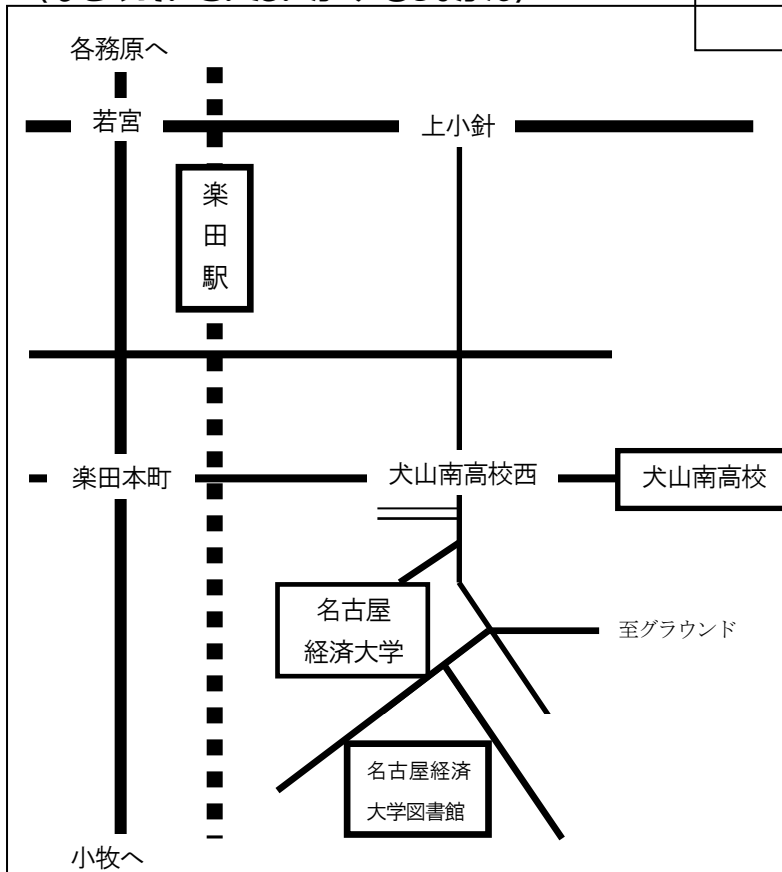 各務原へ
若宮
上小針
楽田駅
楽田本町
犬山南高校西
犬山南高校
名古屋
経済大学
至グラウンド
名古屋経済
大学図書館
小牧へ